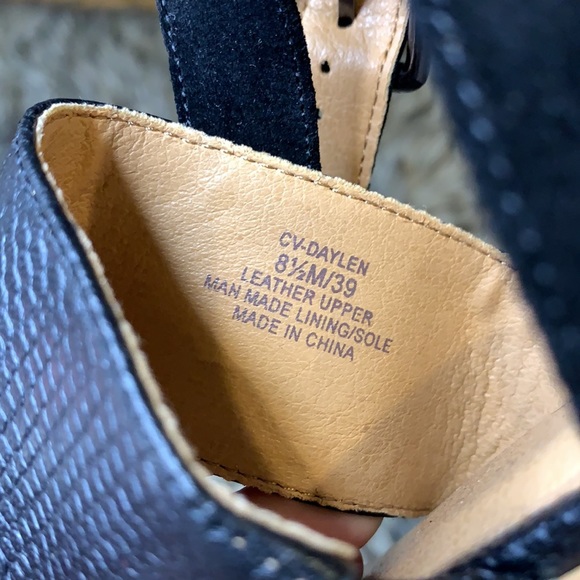 CV-DAYLEN
8½M/39
LEATHER UPPER
MAN MADE LINING/SOLE
MADE IN CHINA